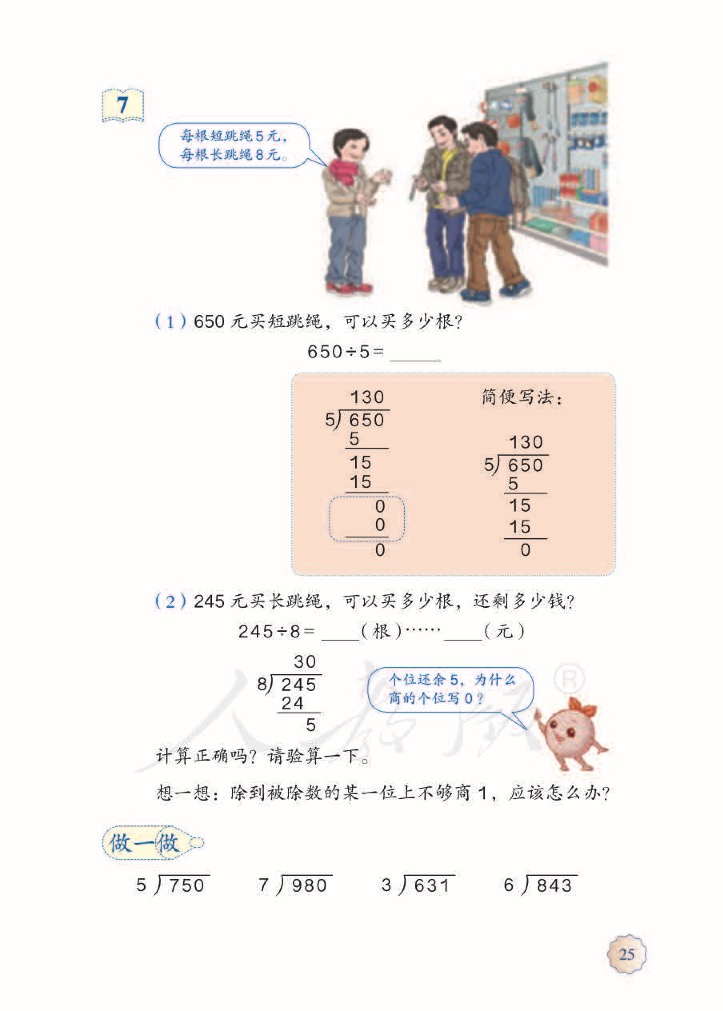 7
每根短跳绳5元，
每根长跳绳8元。
（1）650 元买短跳绳，可以买多少根？
650÷5=
130
5)650
5
15
15
0
0
0
简便写法：
130
5)650
5
15
15
0
（2）245 元买长跳绳，可以买多少根，还剩多少钱？
245÷8=____(根)……____(元)
30
8)245
24
5
个位还余 5，为什么
商的个位写 0？
人教版®
计算正确吗？请验算一下。
想一想：除到被除数的某一位上不够商 1，应该怎么办？
做一做
5)750 7)980 3)631 6)843
25